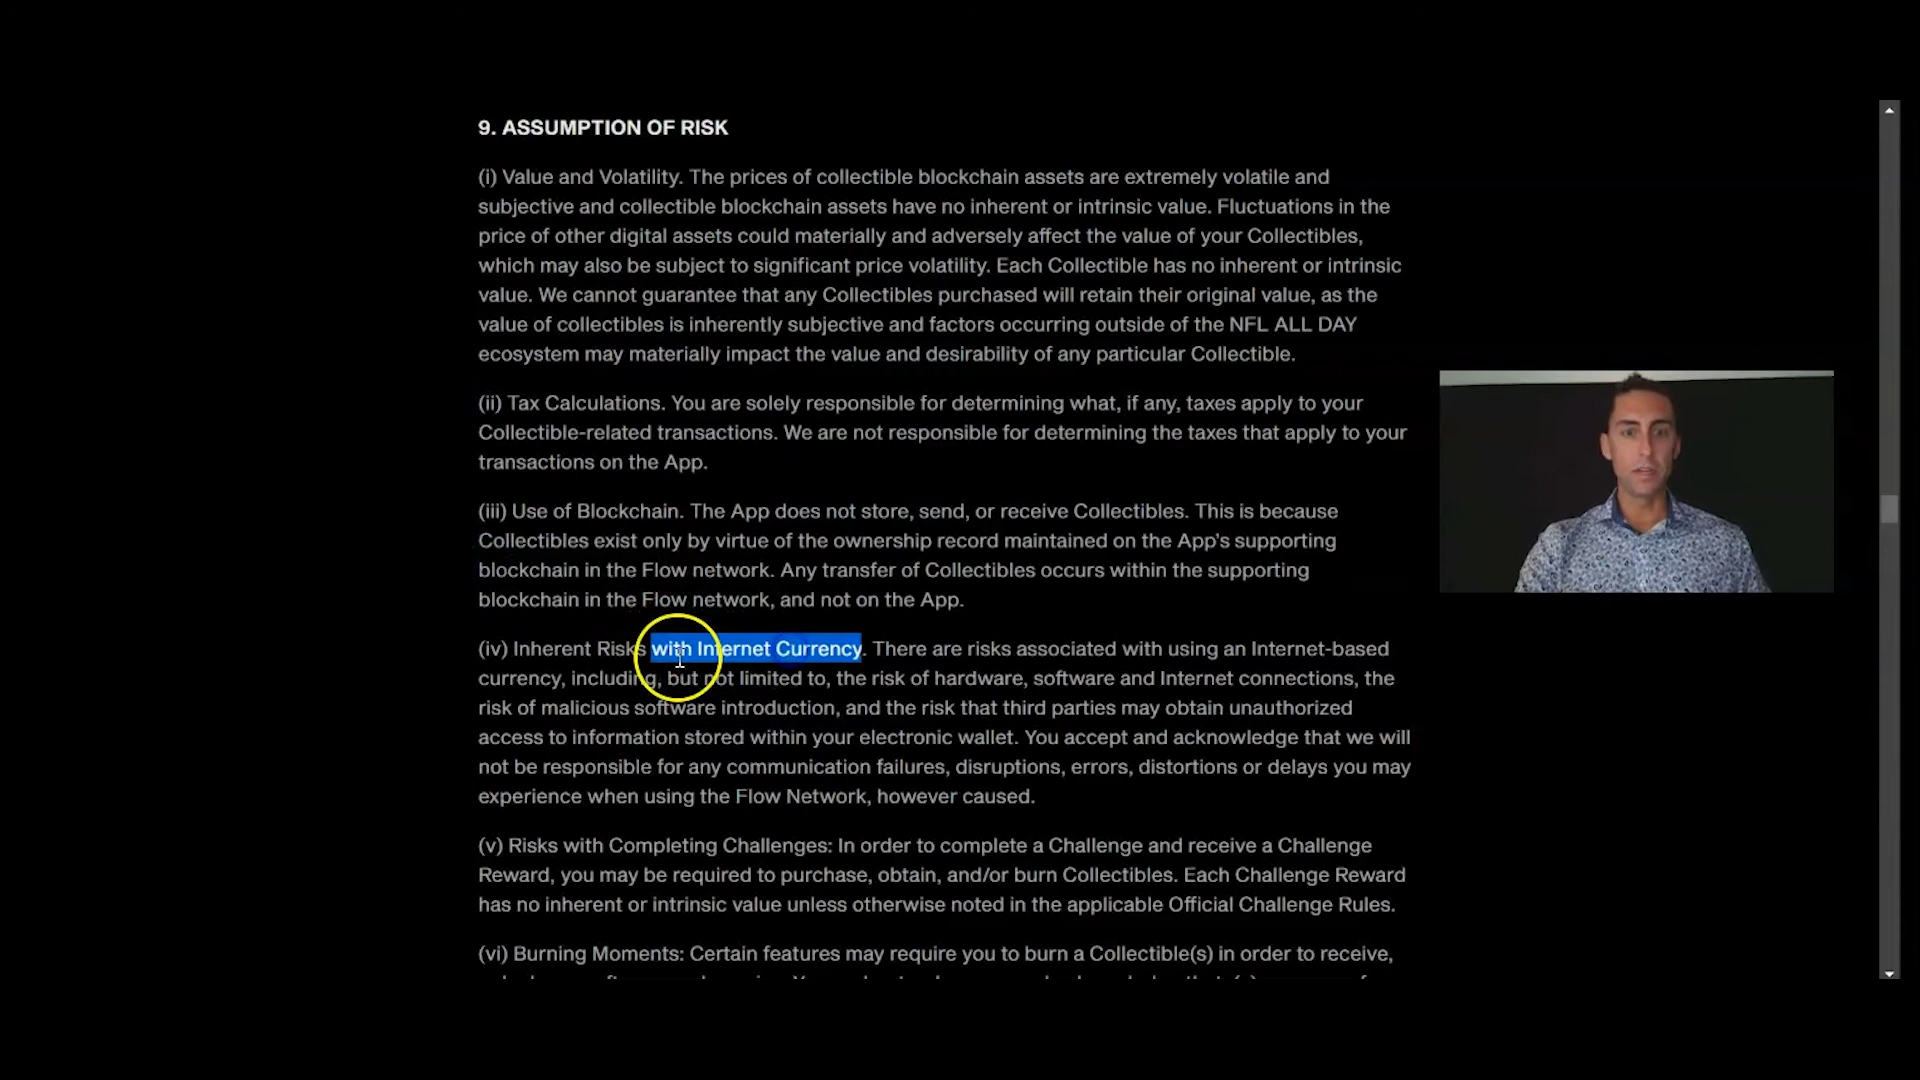 9. ASSUMPTION OF RISK
(i) Value and Volatility. The prices of collectible blockchain assets are extremely volatile and
subjective and collectible blockchain assets have no inherent or intrinsic value. Fluctuations in the
price of other digital assets could materially and adversely affect the value of your Collectibles,
which may also be subject to significant price volatility. Each Collectible has no inherent or intrinsic
value. We cannot guarantee that any Collectibles purchased will retain their original value, as the
value of collectibles is inherently subjective and factors occurring outside of the NFL ALL DAY
ecosystem may materially impact the value and desirability of any particular Collectible.
(ii) Tax Calculations. You are solely responsible for determining what, if any, taxes apply to your
Collectible-related transactions. We are not responsible for determining the taxes that apply to your
transactions on the App.
(iii) Use of Blockchain. The App does not store, send, or receive Collectibles. This is because
Collectibles exist only by virtue of the ownership record maintained on the App's supporting
blockchain in the Flow network. Any transfer of Collectibles occurs within the supporting
blockchain in the Flow network, and not on the App.
(iv) Inherent Risks with Internet Currency. There are risks associated with using an Internet-based
currency, including, but not limited to, the risk of hardware, software and Internet connections, the
risk of malicious software introduction, and the risk that third parties may obtain unauthorized
access to information stored within your electronic wallet. You accept and acknowledge that we will
not be responsible for any communication failures, disruptions, errors, distortions or delays you may
experience when using the Flow Network, however caused.
(v) Risks with Completing Challenges: In order to complete a Challenge and receive a Challenge
Reward, you may be required to purchase, obtain, and/or burn Collectibles. Each Challenge Reward
has no inherent or intrinsic value unless otherwise noted in the applicable Official Challenge Rules.
(vi) Burning Moments: Certain features may require you to burn a Collectible(s) in order to receive,